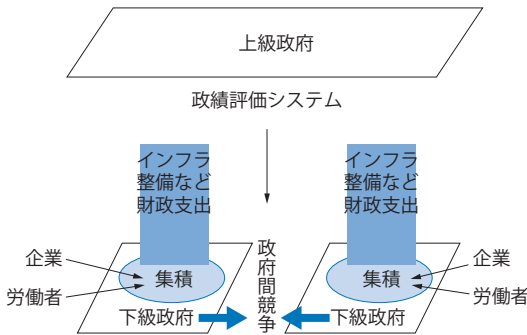 上級政府
政績評価システム
インフラ
整備など
財政支出
インフラ
整備など
財政支出
政府間競争
企業
労働者
集積
下級政府
集積
下級政府
企業
労働者